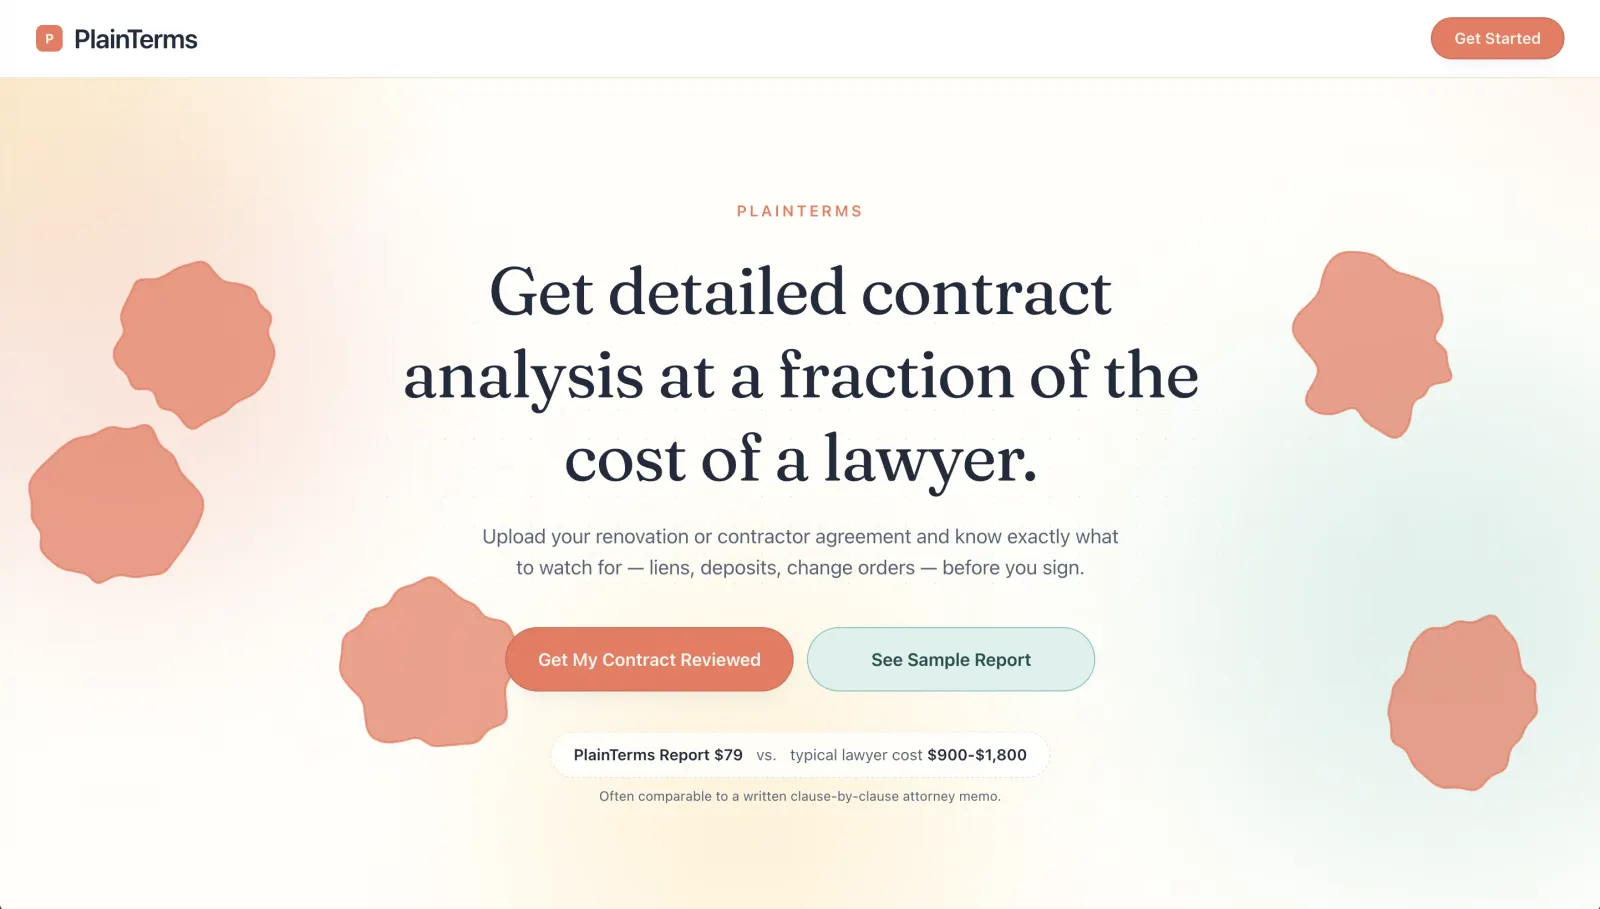 P PlainTerms
Get Started
PLAINTERMS
Get detailed contract
analysis at a fraction of the
cost of a lawyer.
Upload your renovation or contractor agreement and know exactly what
to watch for — liens, deposits, change orders — before you sign.
Get My Contract Reviewed
See Sample Report
PlainTerms Report $79 vs. typical lawyer cost $900-$1,800
Often comparable to a written clause-by-clause attorney memo.